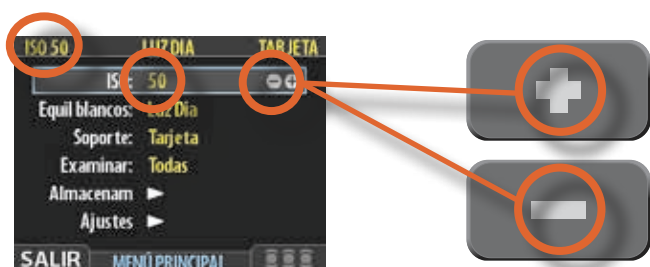 ISO 50 LUZ DIA TARJETA
ISO: 50
Equil blancos: Luz Dia
Soporte: Tarjeta
Examinar: Todas
Almacenam
Ajustes
SALIR MENÚ PRINCIPAL